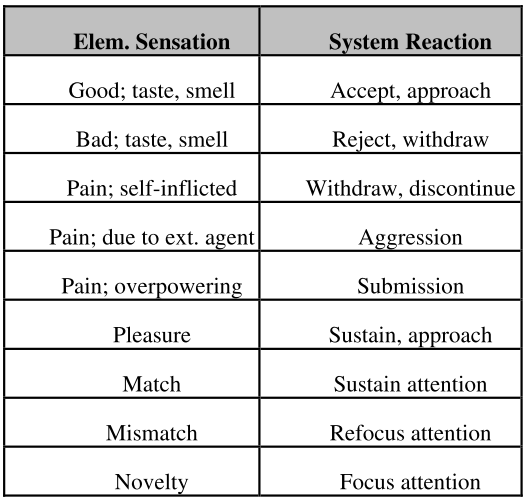 Elem. Sensation System Reaction
Good; taste, smell Accept, approach
Bad; taste, smell Reject, withdraw
Pain; self-inflicted Withdraw, discontinue
Pain; due to ext. agent Aggression
Pain; overpowering Submission
Pleasure Sustain, approach
Match Sustain attention
Mismatch Refocus attention
Novelty Focus attention